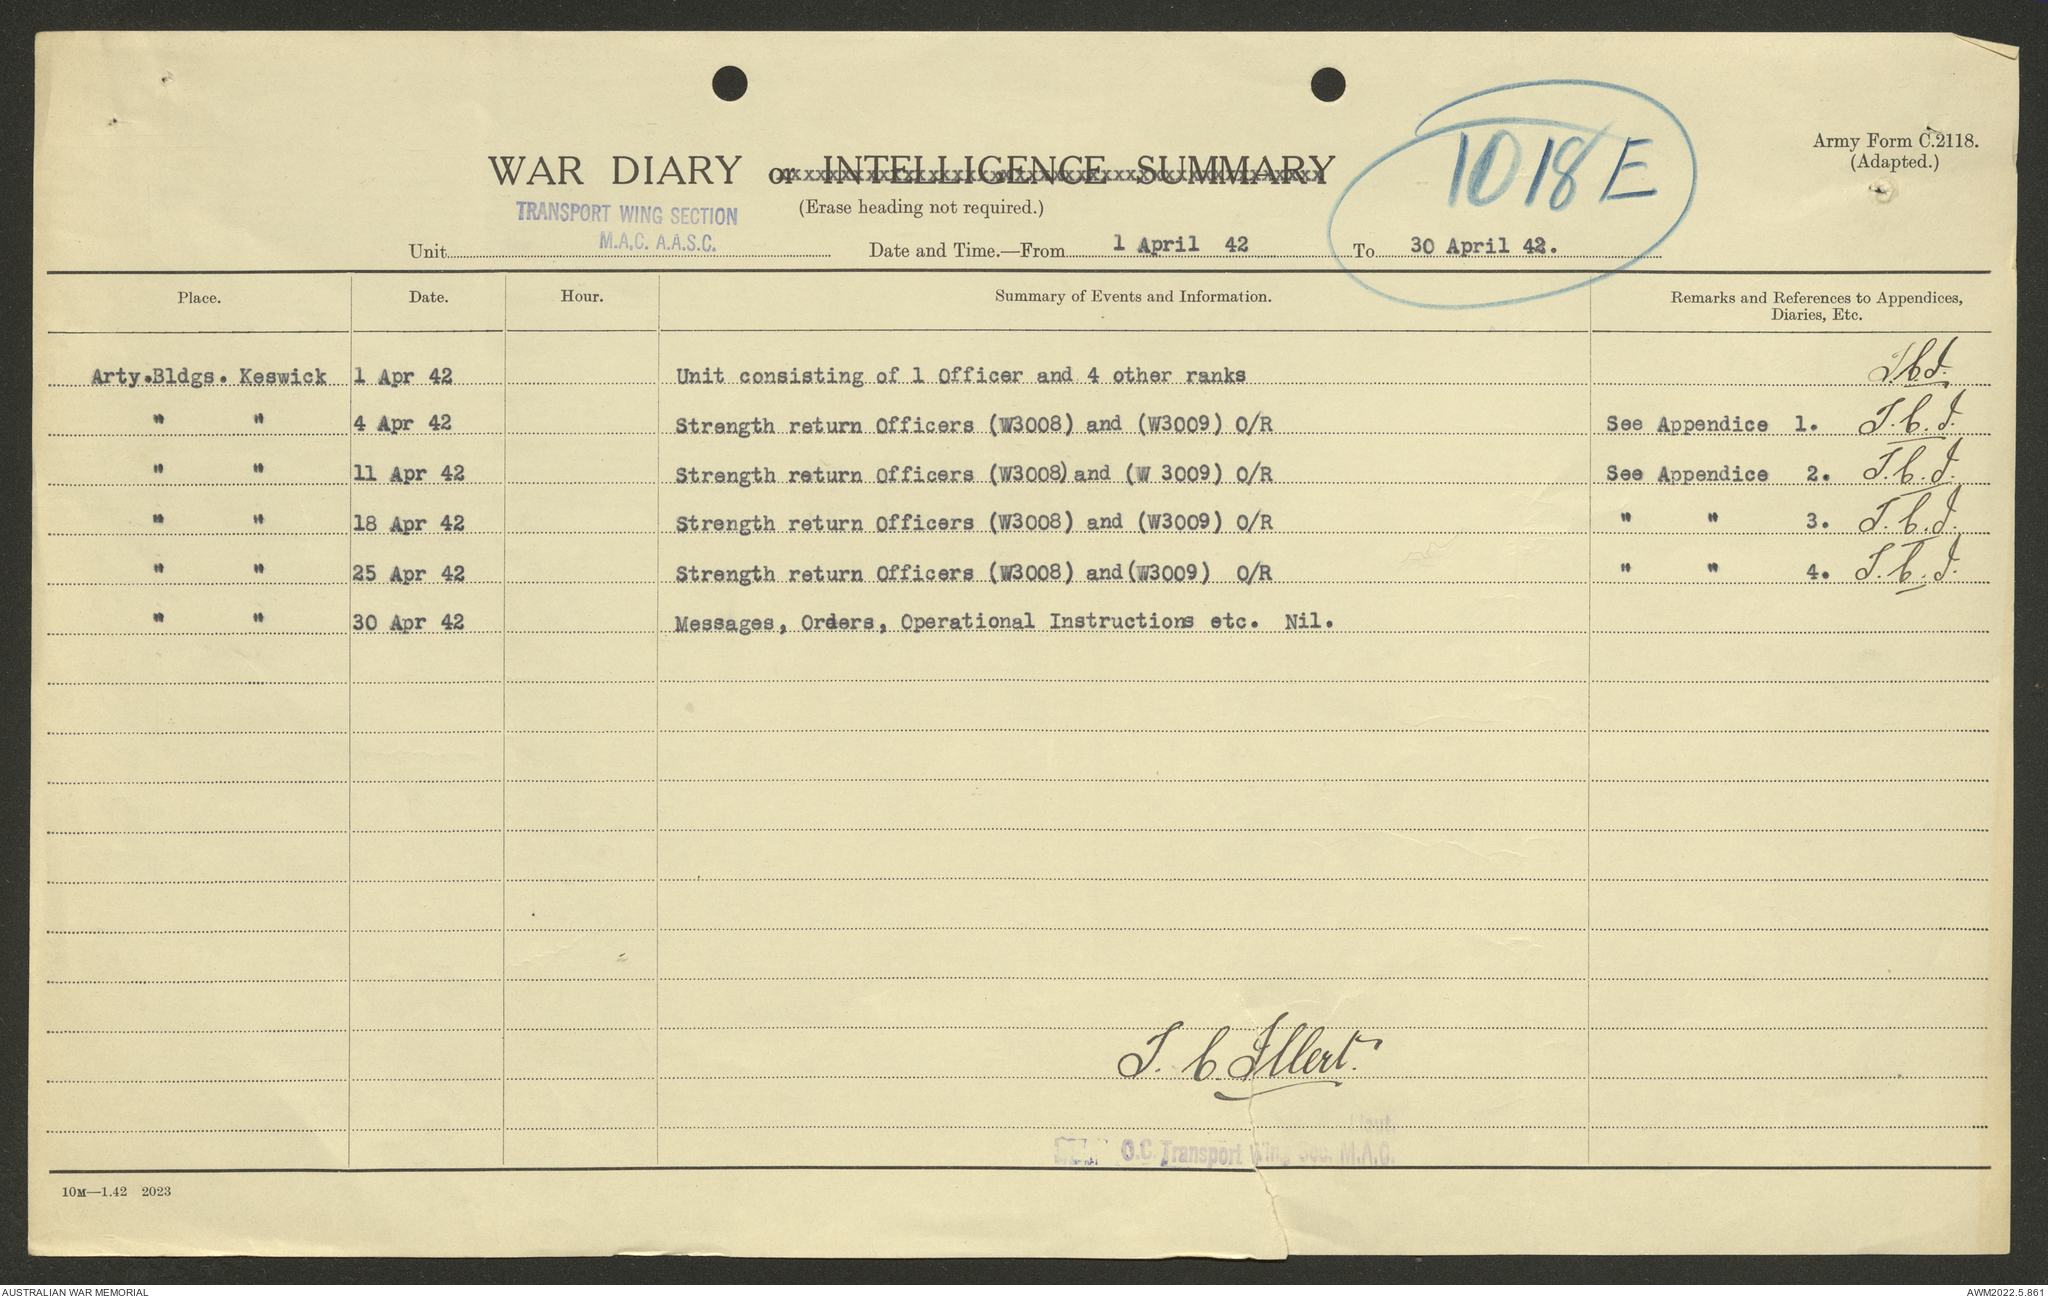 1018E
Army Form C.2118.
(Adapted.)
WAR DIARY or INTELLIGENCE SUMMARY
(Erase heading not required.)
TRANSPORT WING SECTION
M.A.C. A.A.S.C.
Unit Date and Time.—From 1 April 42 To 30 April 42.
Place. Date. Hour. Summary of Events and Information. Remarks and References to Appendices, Diaries, Etc.
Arty.Bldgs. Keswick 1 Apr 42 Unit consisting of 1 Officer and 4 other ranks T.C.I.
" " 4 Apr 42 Strength return Officers (W3008) and (W3009) O/R See Appendice 1. T.C.I.
" " 11 Apr 42 Strength return Officers (W3008) and (W 3009) O/R See Appendice 2. T.C.I.
" " 18 Apr 42 Strength return Officers (W3008) and (W3009) O/R " " 3. T.C.I.
" " 25 Apr 42 Strength return Officers (W3008) and (W3009) O/R " " 4. T.C.I.
" " 30 Apr 42 Messages, Orders, Operational Instructions etc. Nil.
T. C Illert.
Lieut.
O.C. Transport Wing Sec. M.A.C.
10M—1.42 2023
AUSTRALIAN WAR MEMORIAL
AWM2022.5.861